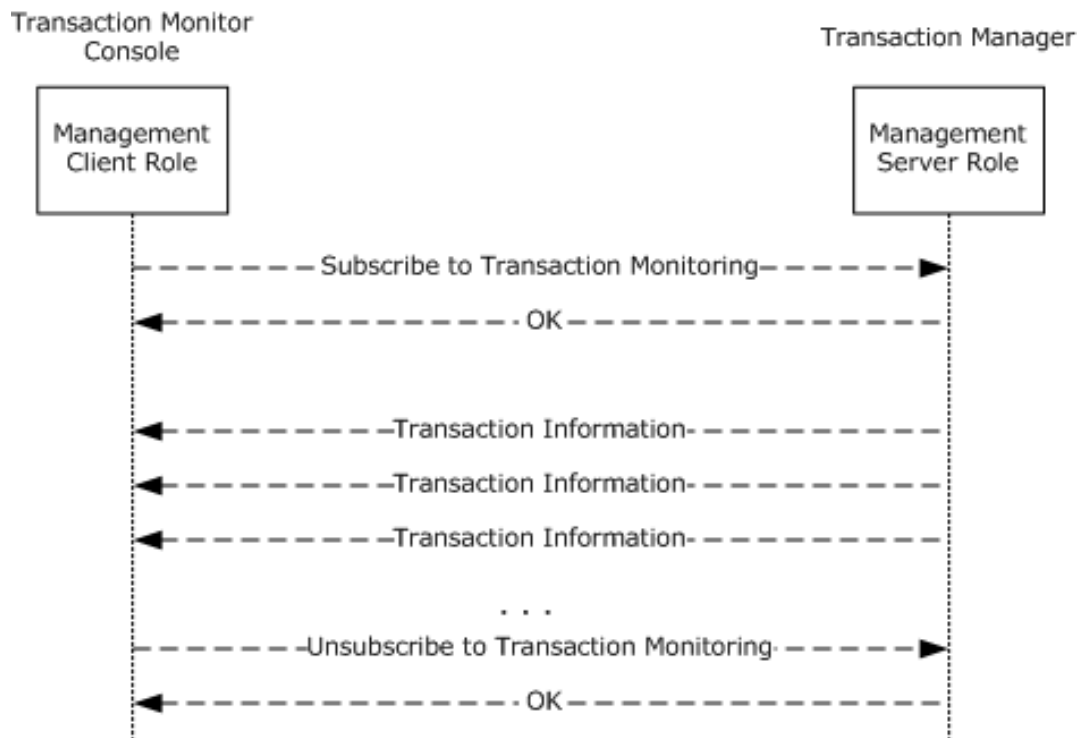 Transaction Monitor
Console
Transaction Manager
Management
Client Role
Management
Server Role
Subscribe to Transaction Monitoring
OK
Transaction Information
Transaction Information
Transaction Information
. . .
Unsubscribe to Transaction Monitoring
OK